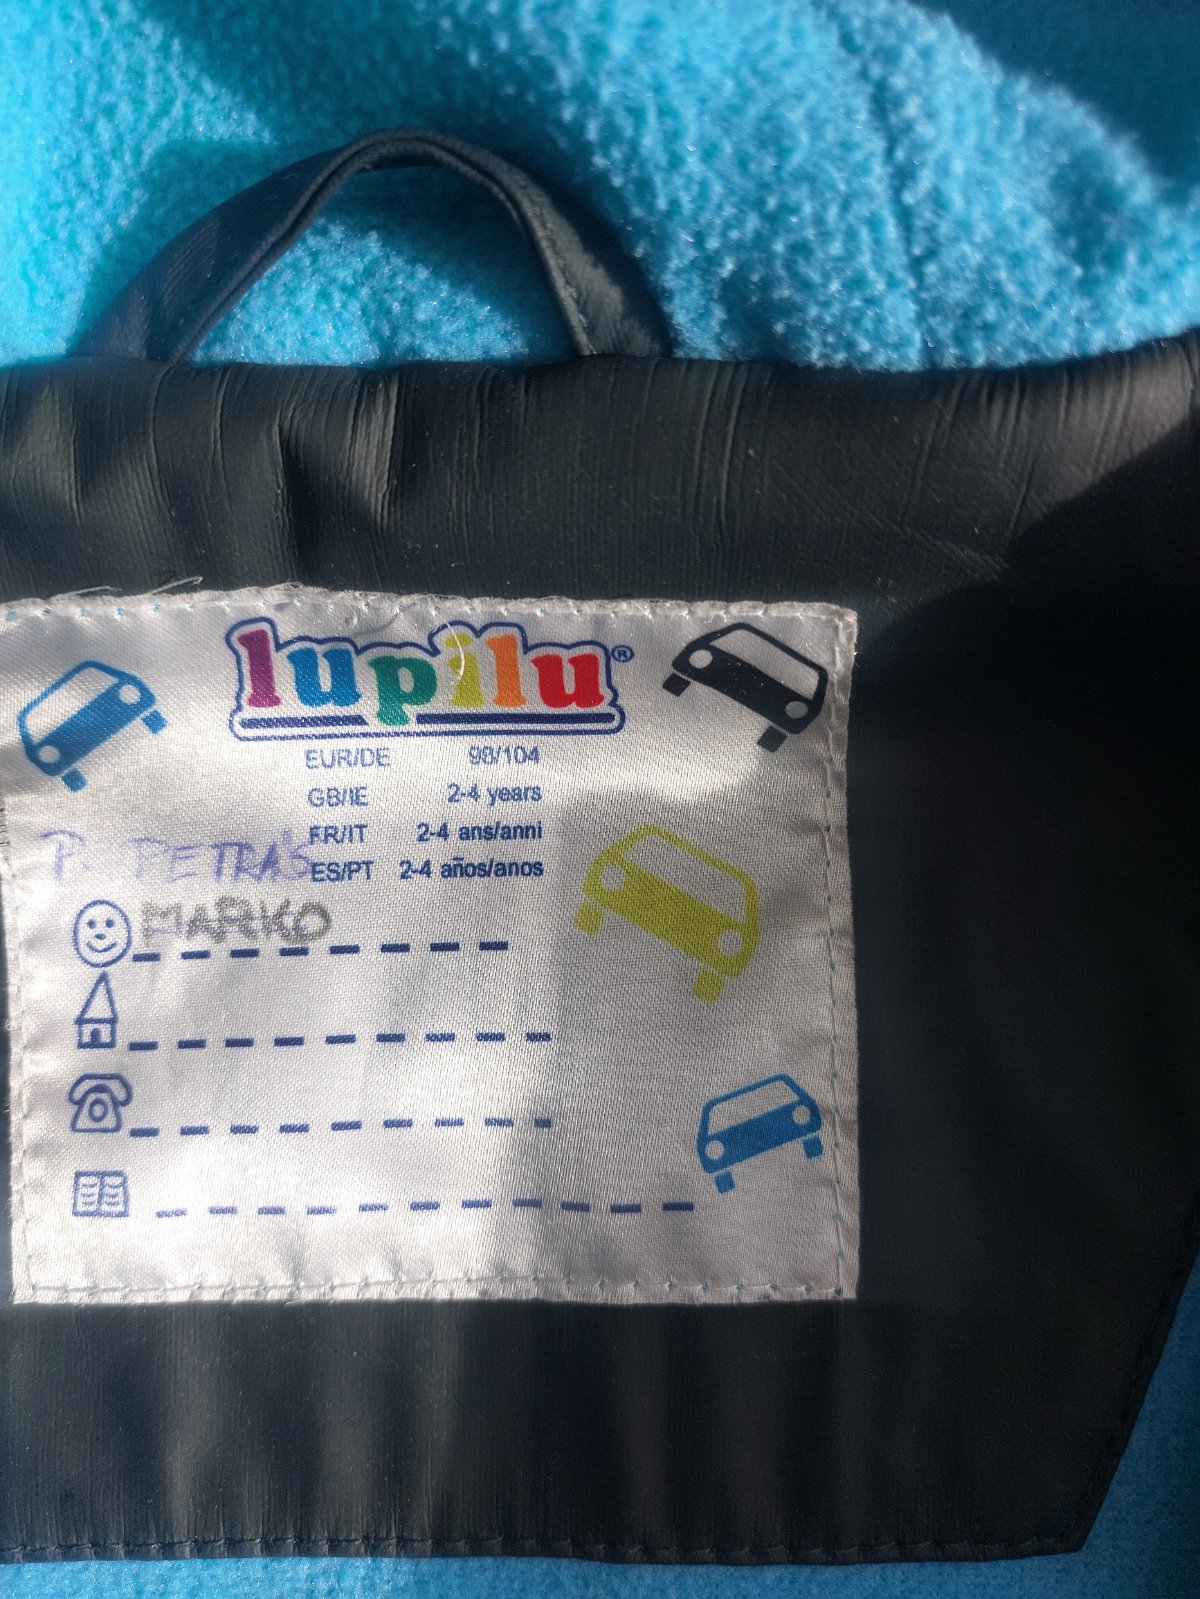 lupilu®
EUR/DE 98/104
GB/IE 2-4 years
FR/IT 2-4 ans/anni
ES/PT 2-4 años/anos
P. PETRA'S
MARKO